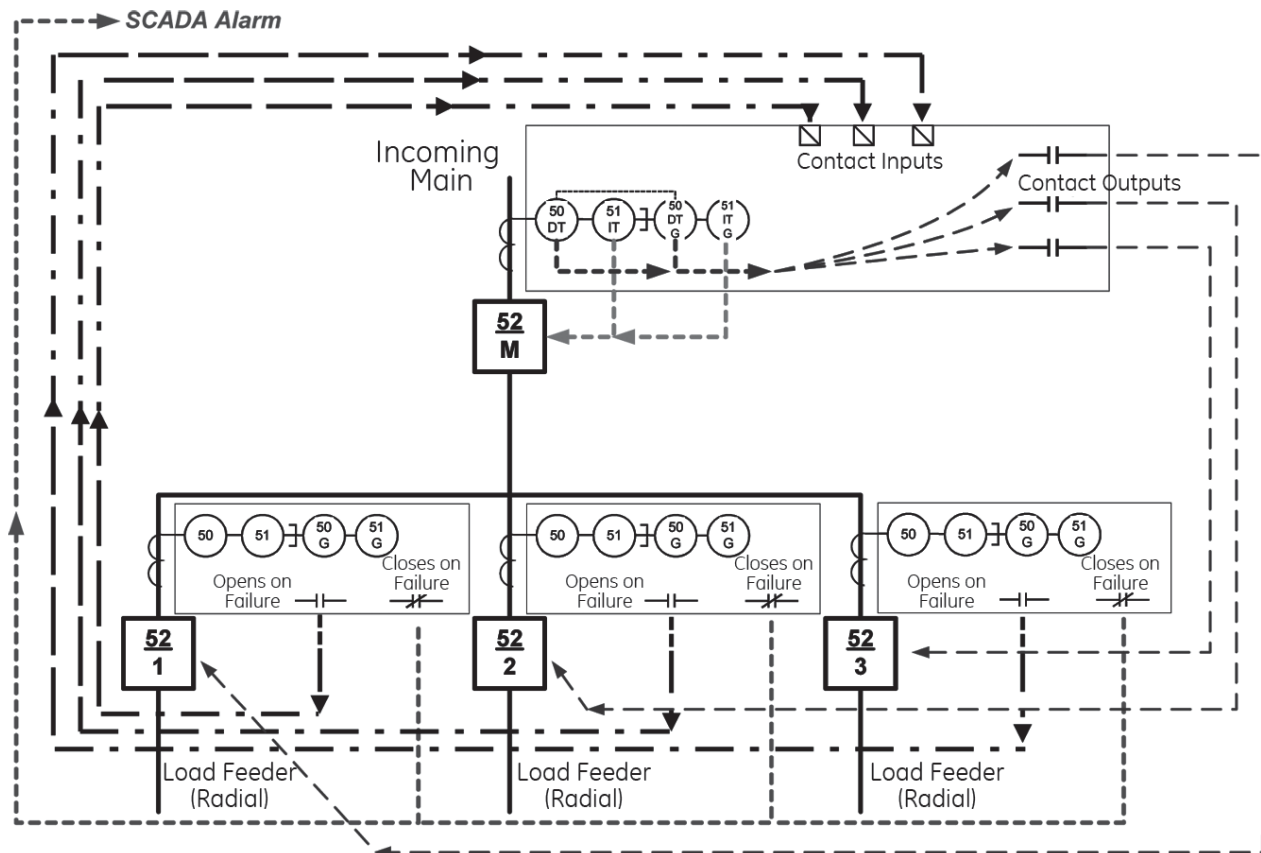 SCADA Alarm
Incoming
Main
Contact Inputs
Contact Outputs
50
DT
51
IT
50
DT
G
51
IT
G
52
M
50
51
50
G
51
G
Opens on
Failure
Closes on
Failure
50
51
50
G
51
G
Opens on
Failure
Closes on
Failure
50
51
50
G
51
G
Opens on
Failure
Closes on
Failure
52
1
52
2
52
3
Load Feeder
(Radial)
Load Feeder
(Radial)
Load Feeder
(Radial)